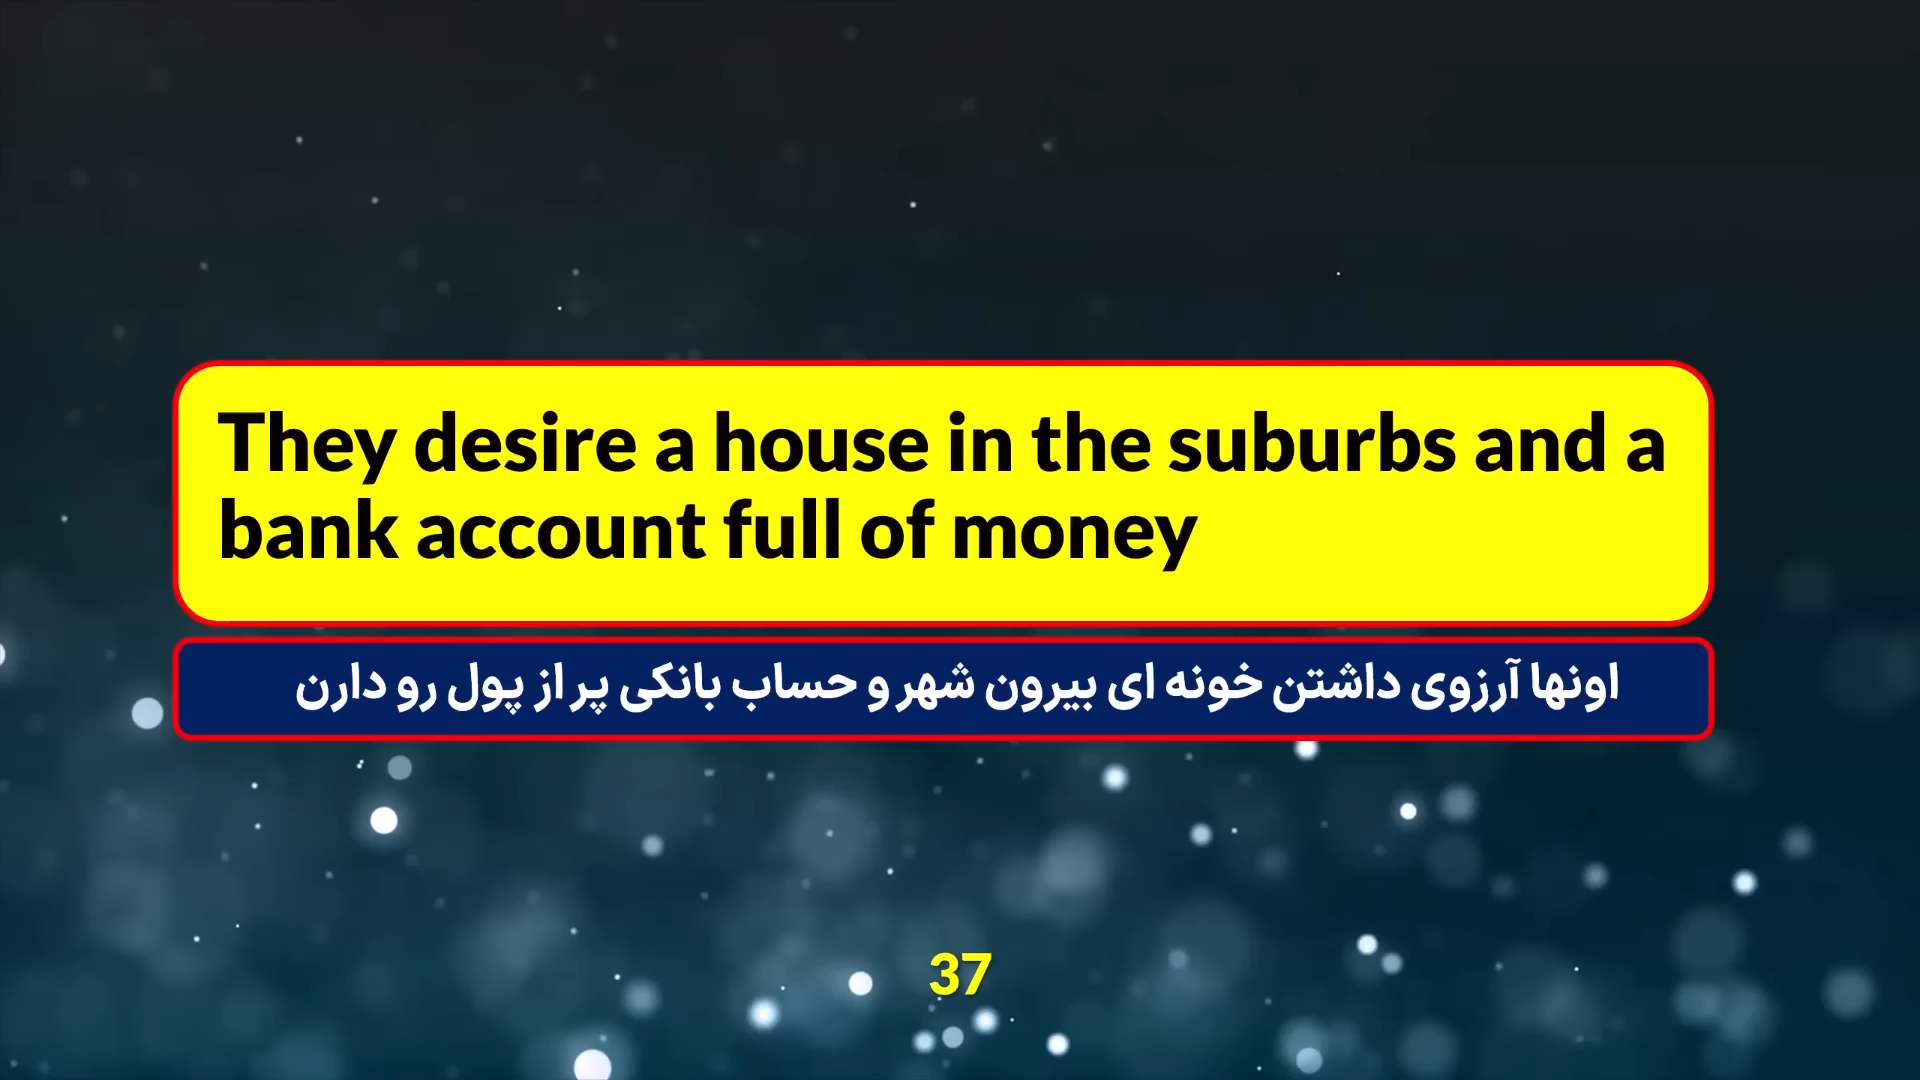 They desire a house in the suburbs and a
bank account full of money
اونها آرزوی داشتن خونه ای بیرون شهر و حساب بانکی پر از پول رو دارن
37